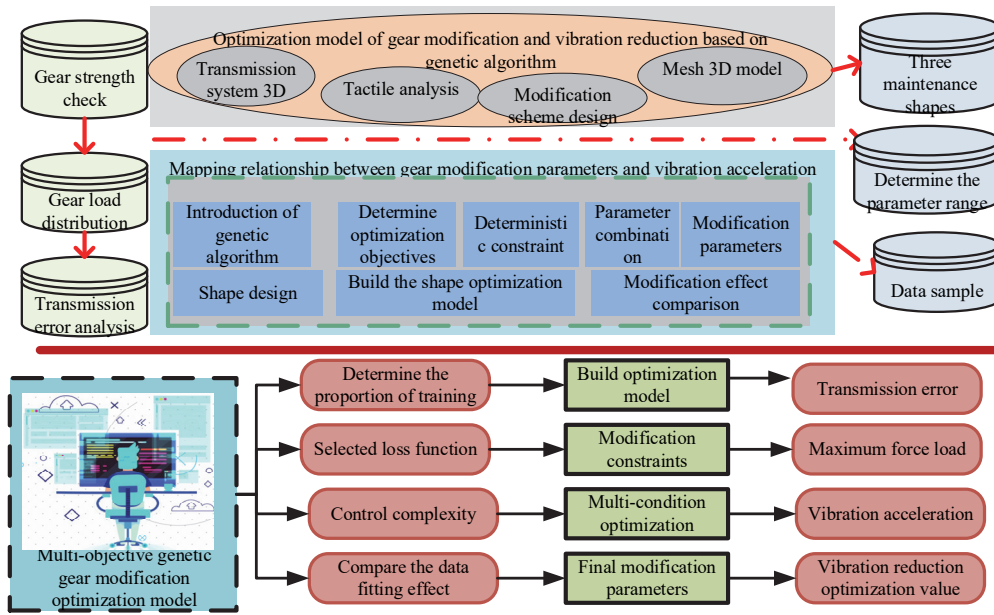 Gear strength
check
Gear load
distribution
Transmission
error analysis
Optimization model of gear modification and vibration reduction based on
genetic algorithm
Transmission
system 3D
Tactile analysis
Modification
scheme design
Mesh 3D model
Mapping relationship between gear modification parameters and vibration acceleration
Introduction of
genetic
algorithm
Determine
optimization
objectives
Deterministi
c constraint
Parameter
combinati
on
Modification
parameters
Shape design
Build the shape optimization
model
Modification effect
comparison
Three
maintenance
shapes
Determine the
parameter range
Data sample
Multi-objective genetic
gear modification
optimization model
Determine the
proportion of training
Build optimization
model
Transmission error
Selected loss function
Modification
constraints
Maximum force load
Control complexity
Multi-condition
optimization
Vibration acceleration
Compare the data
fitting effect
Final modification
parameters
Vibration reduction
optimization value